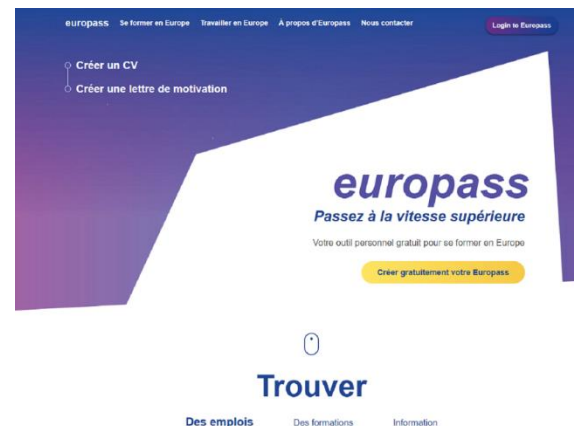 europass Se former en Europe Travailler en Europe À propos d'Europass Nous contacter Login to Europass
Créer un CV
Créer une lettre de motivation
europass
Passez à la vitesse supérieure
Votre outil personnel gratuit pour se former en Europe
Créer gratuitement votre Europass
Trouver
Des emplois Des formations Information